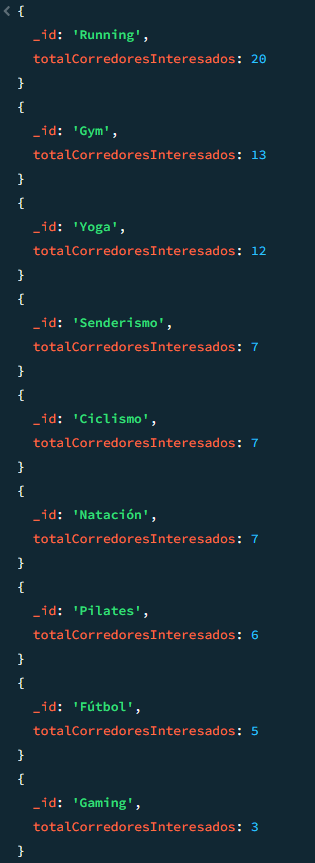 {
_id: 'Running',
totalCorredoresInteresados: 20
}
{
_id: 'Gym',
totalCorredoresInteresados: 13
}
{
_id: 'Yoga',
totalCorredoresInteresados: 12
}
{
_id: 'Senderismo',
totalCorredoresInteresados: 7
}
{
_id: 'Ciclismo',
totalCorredoresInteresados: 7
}
{
_id: 'Natación',
totalCorredoresInteresados: 7
}
{
_id: 'Pilates',
totalCorredoresInteresados: 6
}
{
_id: 'Fútbol',
totalCorredoresInteresados: 5
}
{
_id: 'Gaming',
totalCorredoresInteresados: 3
}